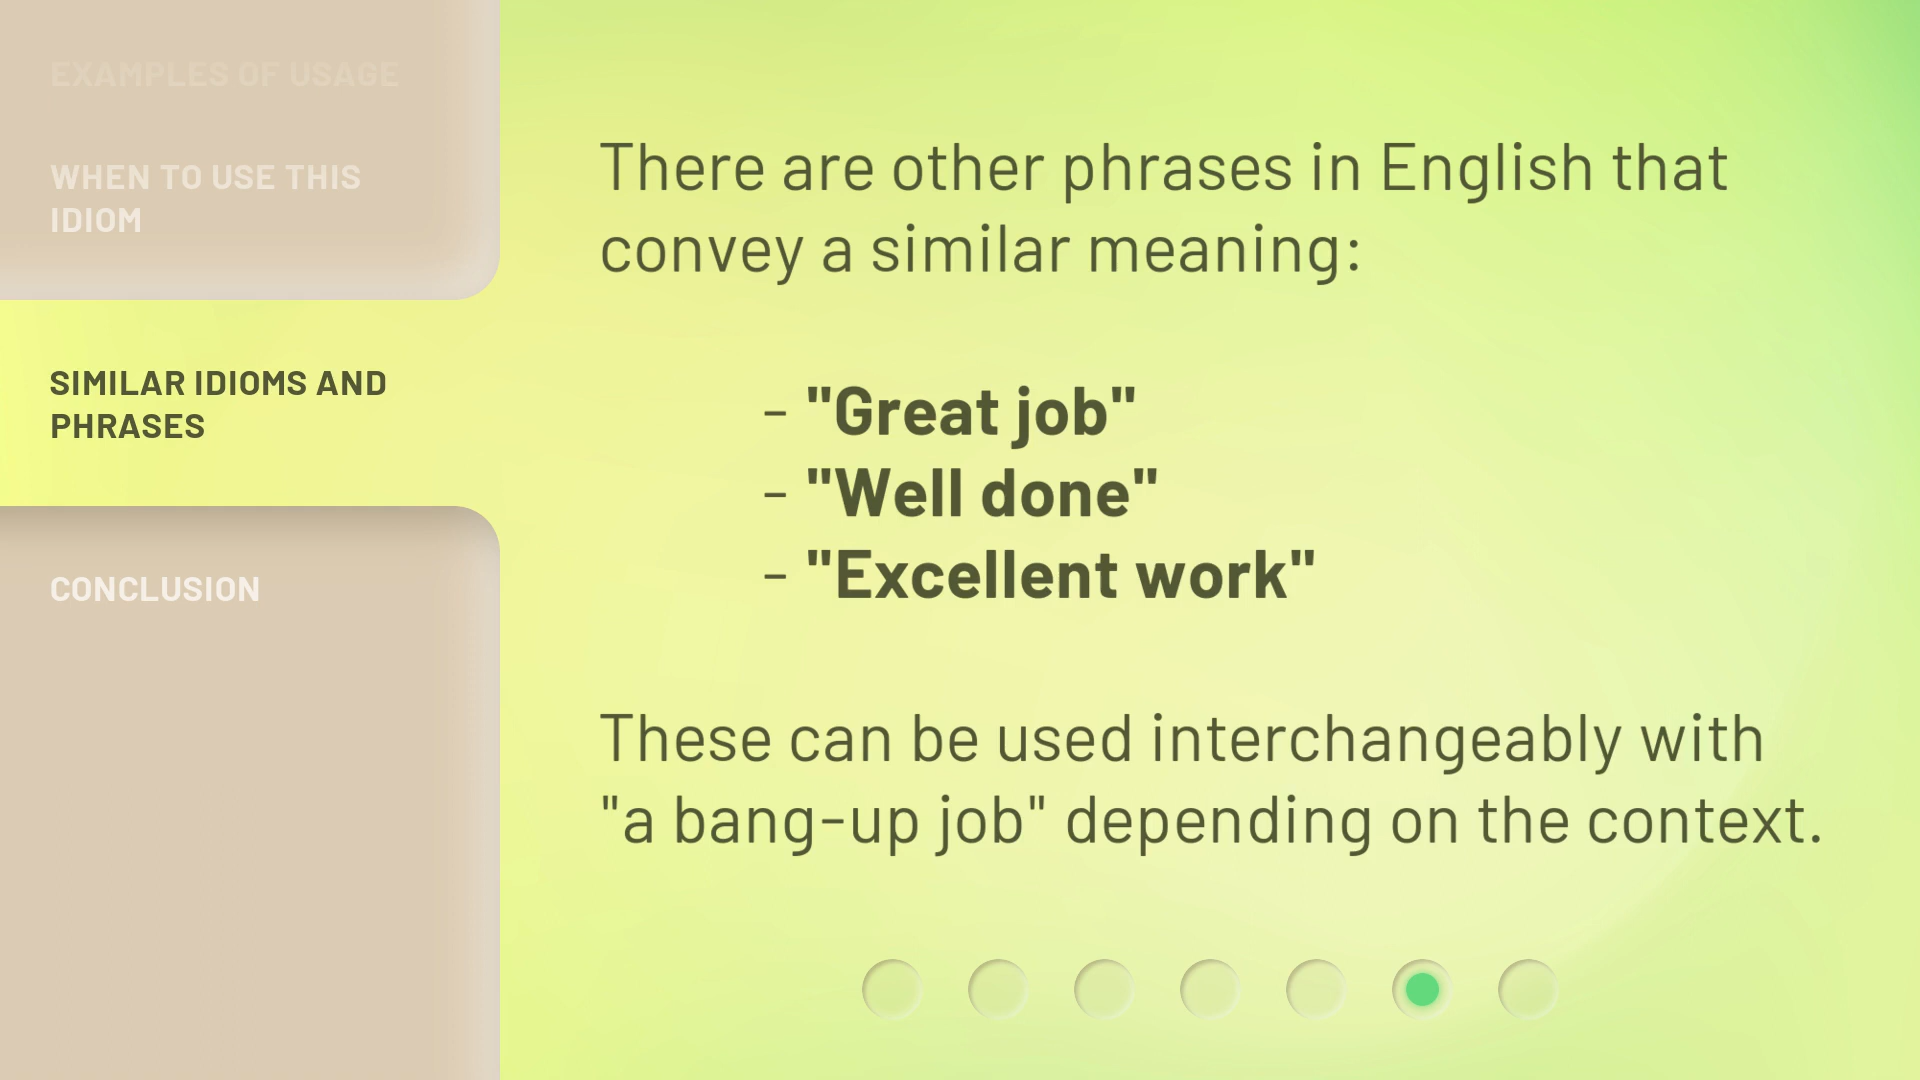 EXAMPLES OF USAGE
WHEN TO USE THIS
IDIOM
SIMILAR IDIOMS AND
PHRASES
CONCLUSION
There are other phrases in English that
convey a similar meaning:
- "Great job"
- "Well done"
- "Excellent work"
These can be used interchangeably with
"a bang-up job" depending on the context.